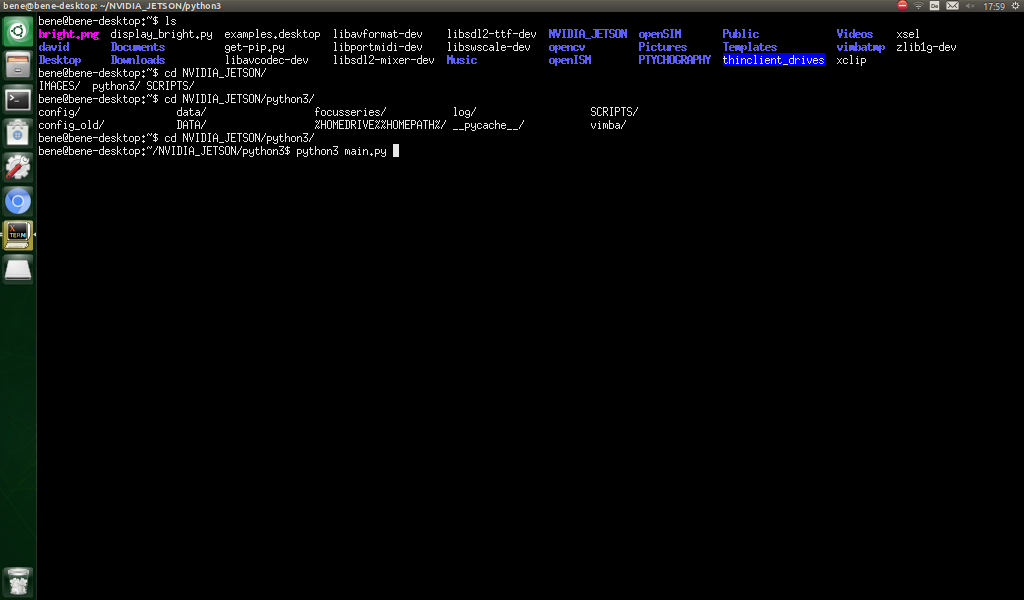 bene@bene-desktop: ~/NVIDIA_JETSON/python3
De
17:59
bene@bene-desktop:~$ ls
bright.png display_bright.py examples.desktop libavformat-dev libsdl2-ttf-dev NVIDIA_JETSON openSIM Public Videos xsel
david Documents get-pip.py libportmidi-dev libswscale-dev opencv Pictures Templates vimbatmp zlib1g-dev
Desktop Downloads libavcodec-dev libsdl2-mixer-dev Music openISM PTYCHOGRAPHY thinclient_drives xclip
bene@bene-desktop:~$ cd NVIDIA_JETSON/
IMAGES/ python3/ SCRIPTS/
bene@bene-desktop:~$ cd NVIDIA_JETSON/python3/
config/ data/ focusseries/ log/ SCRIPTS/
config_old/ DATA/ %HOMEDRIVE%%HOMEPATH%/ __pycache__/ vimba/
bene@bene-desktop:~$ cd NVIDIA_JETSON/python3/
bene@bene-desktop:~/NVIDIA_JETSON/python3$ python3 main.py
X
TERM